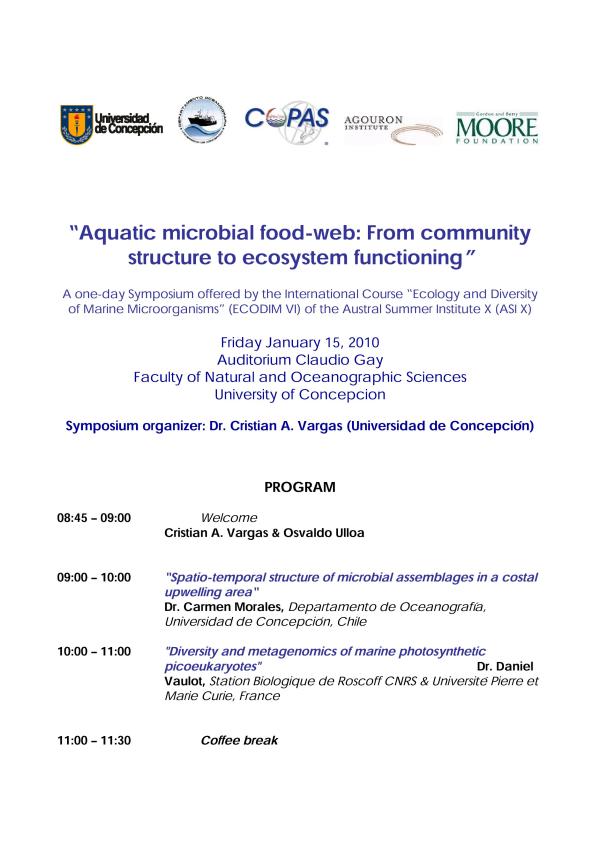 Universidad
de Concepción
COPAS
AGOURON
INSTITUTE
Gordon and Betty
MOORE
FOUNDATION
“Aquatic microbial food-web: From community
structure to ecosystem functioning”
A one-day Symposium offered by the International Course “Ecology and Diversity
of Marine Microorganisms” (ECODIM VI) of the Austral Summer Institute X (ASI X)
Friday January 15, 2010
Auditorium Claudio Gay
Faculty of Natural and Oceanographic Sciences
University of Concepcion
Symposium organizer: Dr. Cristian A. Vargas (Universidad de Concepción)
PROGRAM
08:45 – 09:00 Welcome
Cristian A. Vargas & Osvaldo Ulloa
09:00 – 10:00 "Spatio-temporal structure of microbial assemblages in a costal
upwelling area"
Dr. Carmen Morales, Departamento de Oceanografía,
Universidad de Concepción, Chile
10:00 – 11:00 "Diversity and metagenomics of marine photosynthetic
picoeukaryotes" Dr. Daniel
Vaulot, Station Biologique de Roscoff CNRS & Université Pierre et
Marie Curie, France
11:00 – 11:30 Coffee break